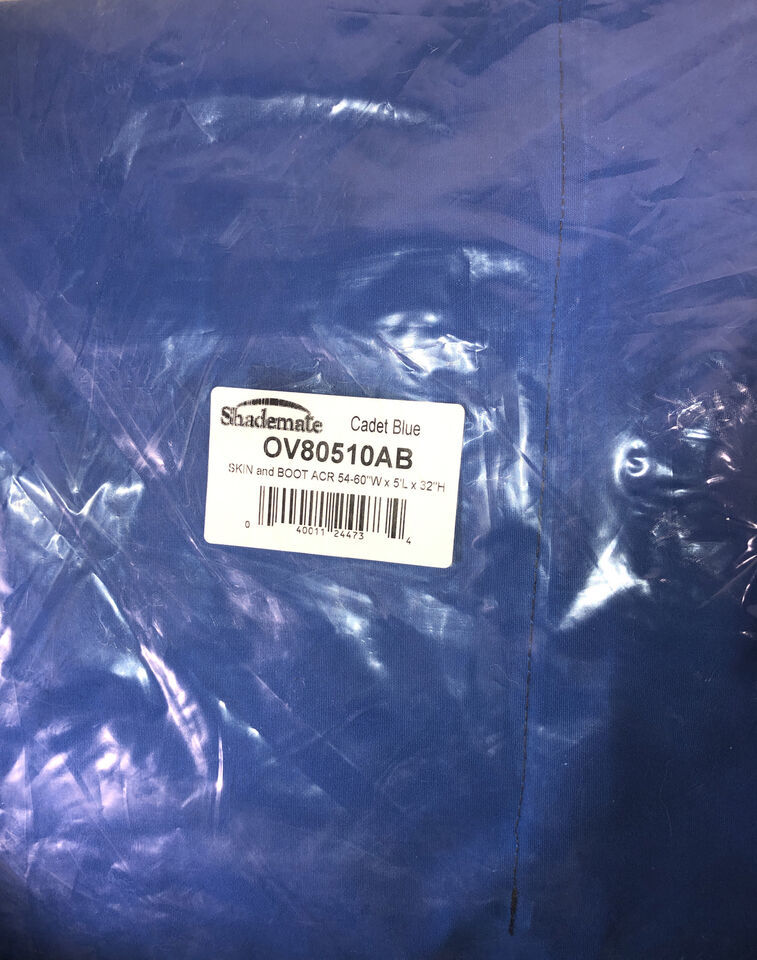 Shademate Cadet Blue
OV80510AB
SKIN and BOOT ACR 54-60"W x 5'L x 32"H
0 40011 24473 4